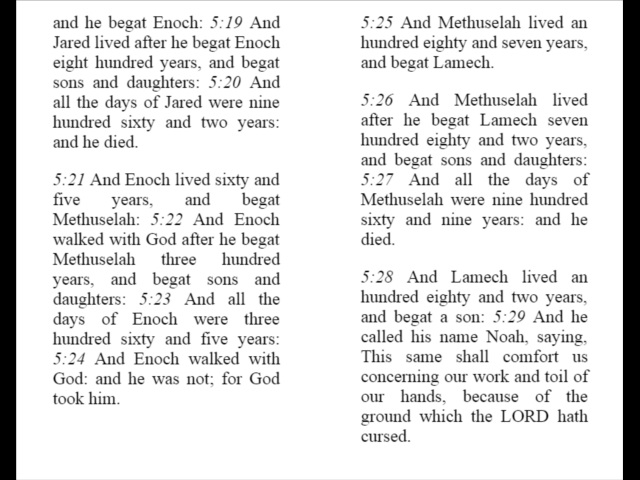 and he begat Enoch: 5:19 And
Jared lived after he begat Enoch
eight hundred years, and begat
sons and daughters: 5:20 And
all the days of Jared were nine
hundred sixty and two years:
and he died.
5:21 And Enoch lived sixty and
five years, and begat
Methuselah: 5:22 And Enoch
walked with God after he begat
Methuselah three hundred
years, and begat sons and
daughters: 5:23 And all the
days of Enoch were three
hundred sixty and five years:
5:24 And Enoch walked with
God: and he was not; for God
took him.
5:25 And Methuselah lived an
hundred eighty and seven years,
and begat Lamech.
5:26 And Methuselah lived
after he begat Lamech seven
hundred eighty and two years,
and begat sons and daughters:
5:27 And all the days of
Methuselah were nine hundred
sixty and nine years: and he
died.
5:28 And Lamech lived an
hundred eighty and two years,
and begat a son: 5:29 And he
called his name Noah, saying,
This same shall comfort us
concerning our work and toil of
our hands, because of the
ground which the LORD hath
cursed.